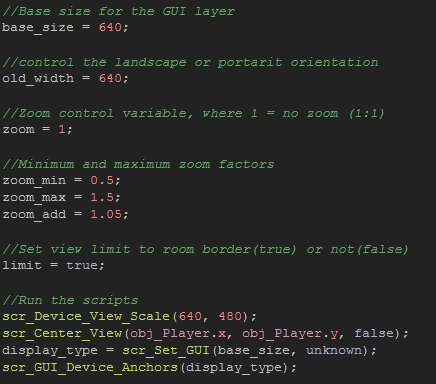 //Base size for the GUI layer
base_size = 640;
//control the landscape or portarit orientation
old_width = 640;
//Zoom control variable, where 1 = no zoom (1:1)
zoom = 1;
//Minimum and maximum zoom factors
zoom_min = 0.5;
zoom_max = 1.5;
zoom_add = 1.05;
//Set view limit to room border(true) or not(false)
limit = true;
//Run the scripts
scr_Device_View_Scale(640, 480);
scr_Center_View(obj_Player.x, obj_Player.y, false);
display_type = scr_Set_GUI(base_size, unknown);
scr_GUI_Device_Anchors(display_type);